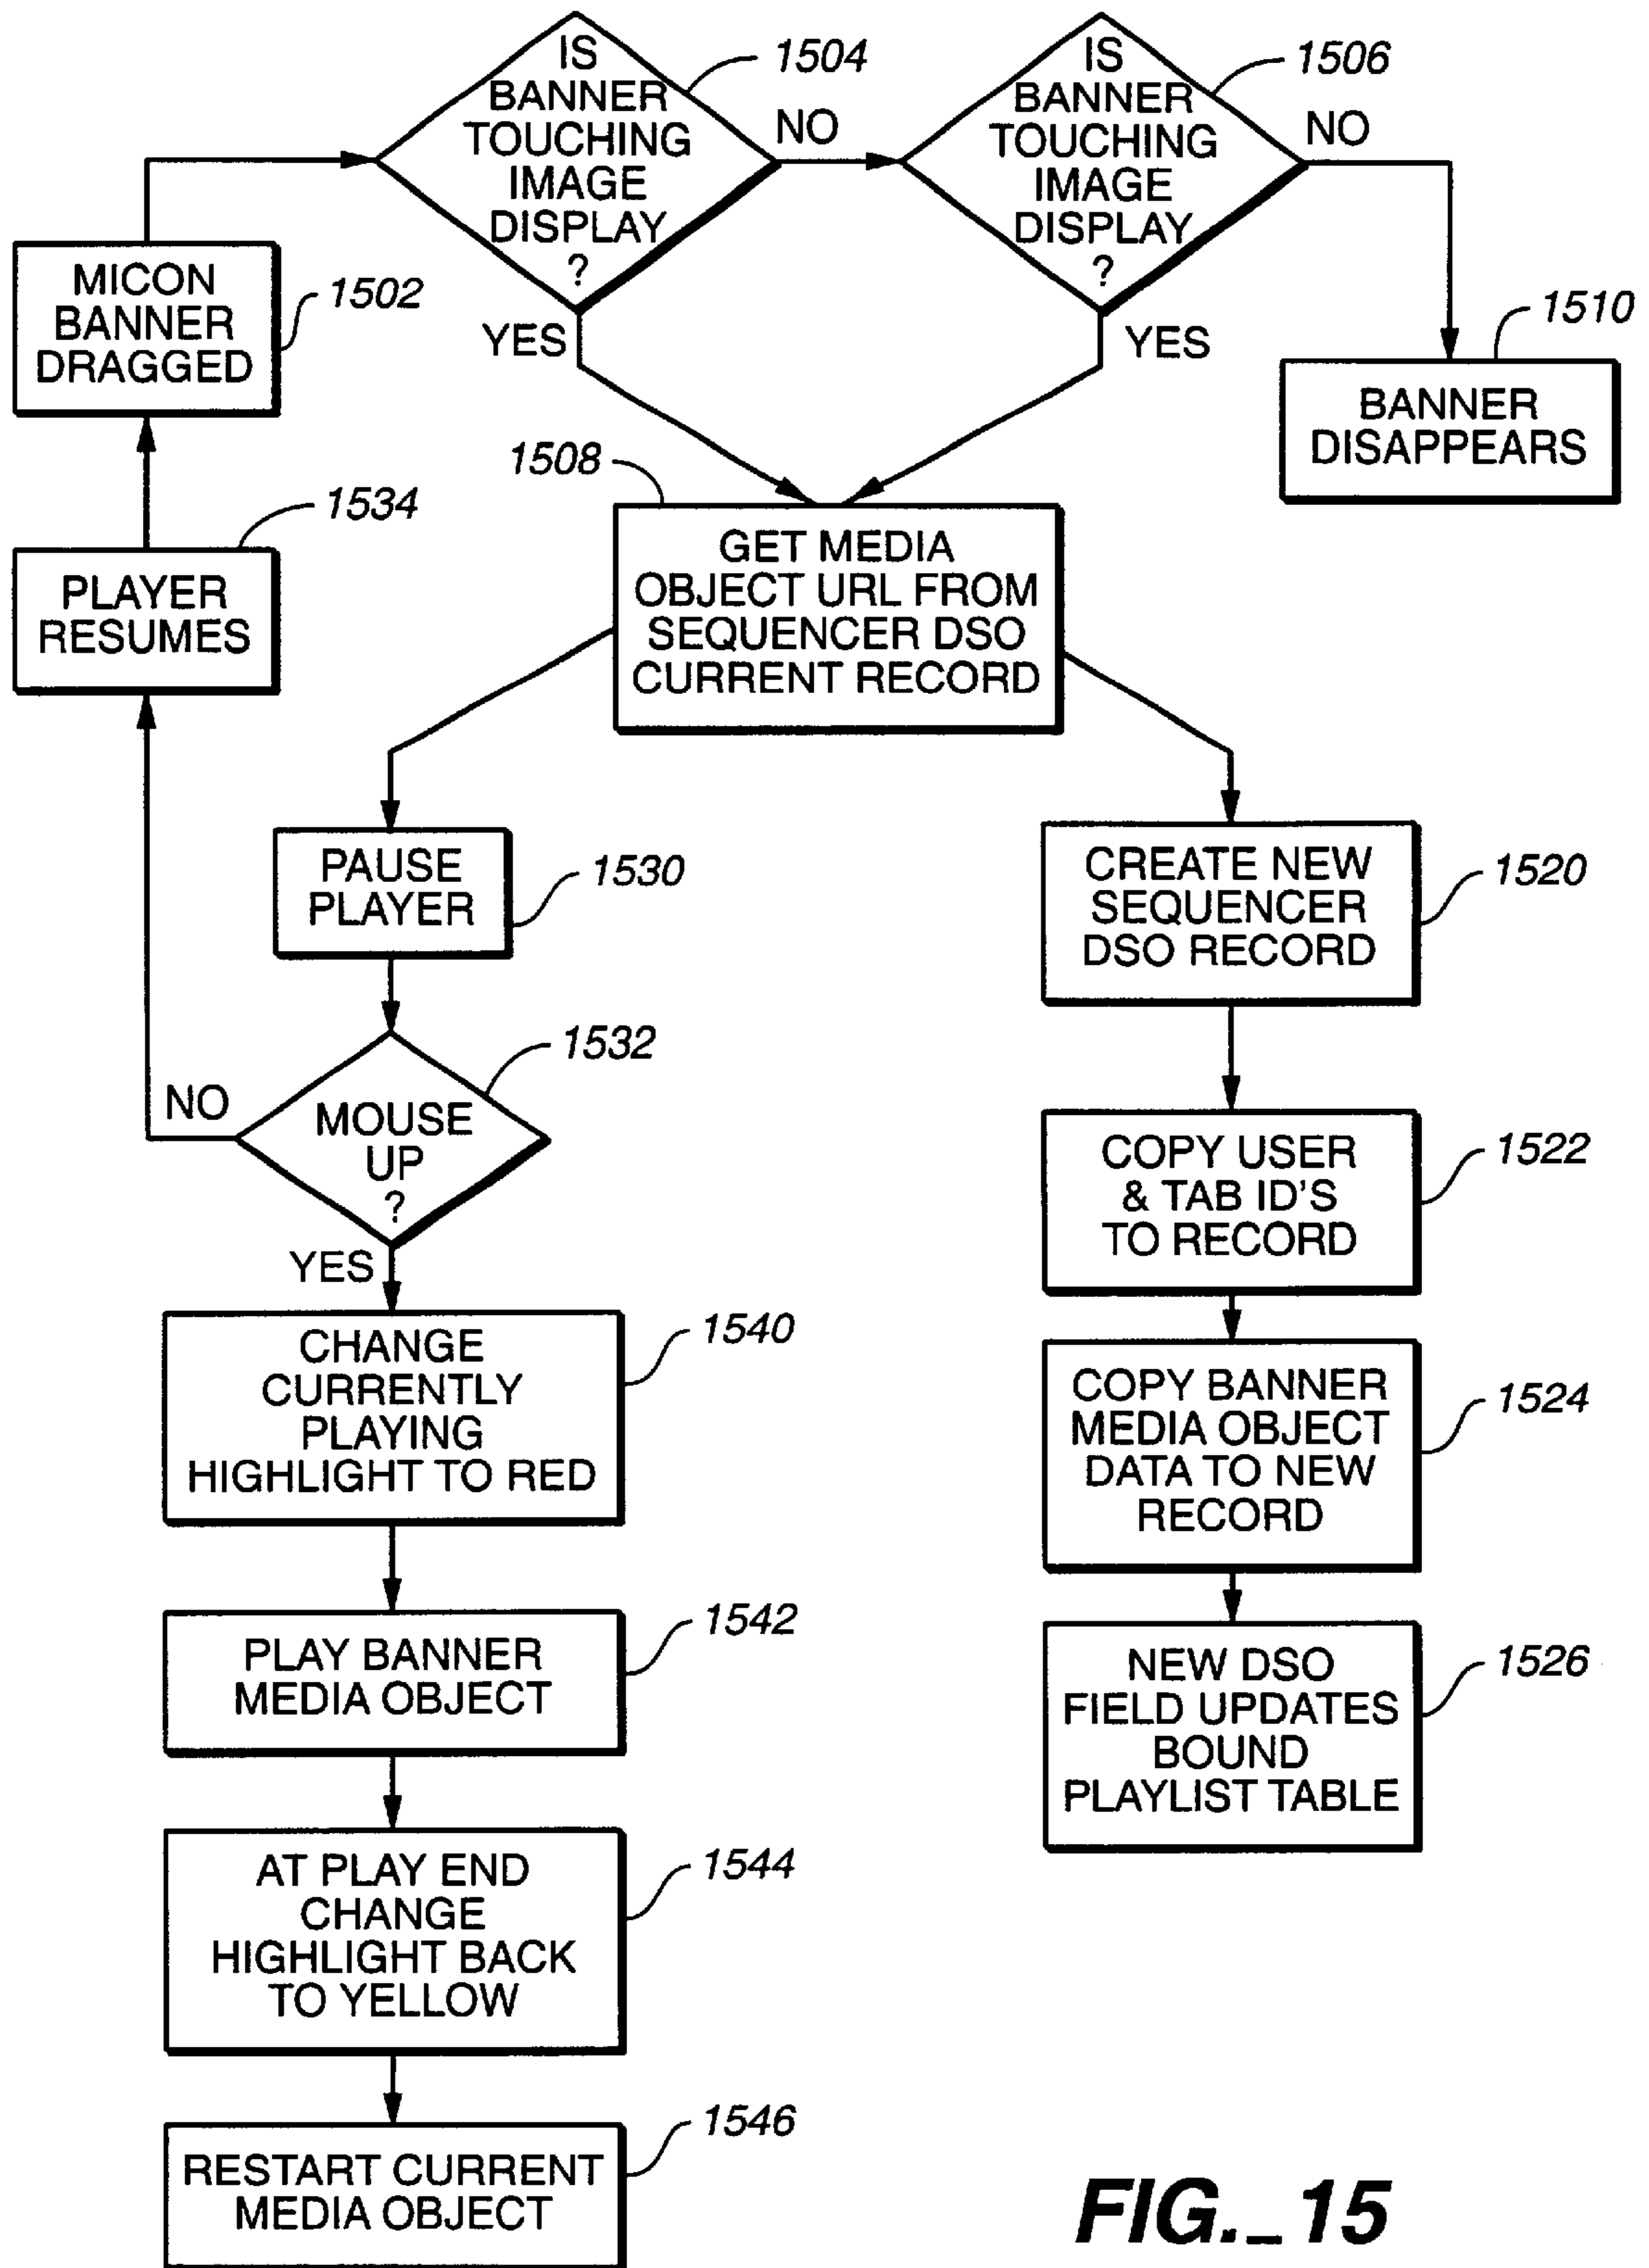 IS
BANNER
TOUCHING
IMAGE
DISPLAY
?
1504
NO
YES
IS
BANNER
TOUCHING
IMAGE
DISPLAY
?
1506
NO
YES
MICON
BANNER
DRAGGED
1502
1510
BANNER
DISAPPEARS
1508
GET MEDIA
OBJECT URL FROM
SEQUENCER DSO
CURRENT RECORD
1534
PLAYER
RESUMES
PAUSE
PLAYER
1530
1532
MOUSE
UP
?
NO
YES
CHANGE
CURRENTLY
PLAYING
HIGHLIGHT TO RED
1540
PLAY BANNER
MEDIA OBJECT
1542
AT PLAY END
CHANGE
HIGHLIGHT BACK
TO YELLOW
1544
RESTART CURRENT
MEDIA OBJECT
1546
CREATE NEW
SEQUENCER
DSO RECORD
1520
COPY USER
& TAB ID'S
TO RECORD
1522
COPY BANNER
MEDIA OBJECT
DATA TO NEW
RECORD
1524
NEW DSO
FIELD UPDATES
BOUND
PLAYLIST TABLE
1526
FIG._15